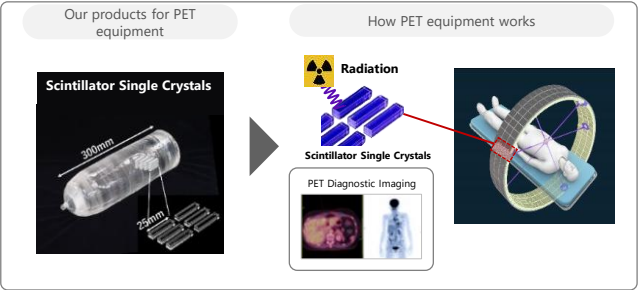 Our products for PET
equipment
How PET equipment works
Scintillator Single Crystals
300mm
25mm
Radiation
Scintillator Single Crystals
PET Diagnostic Imaging